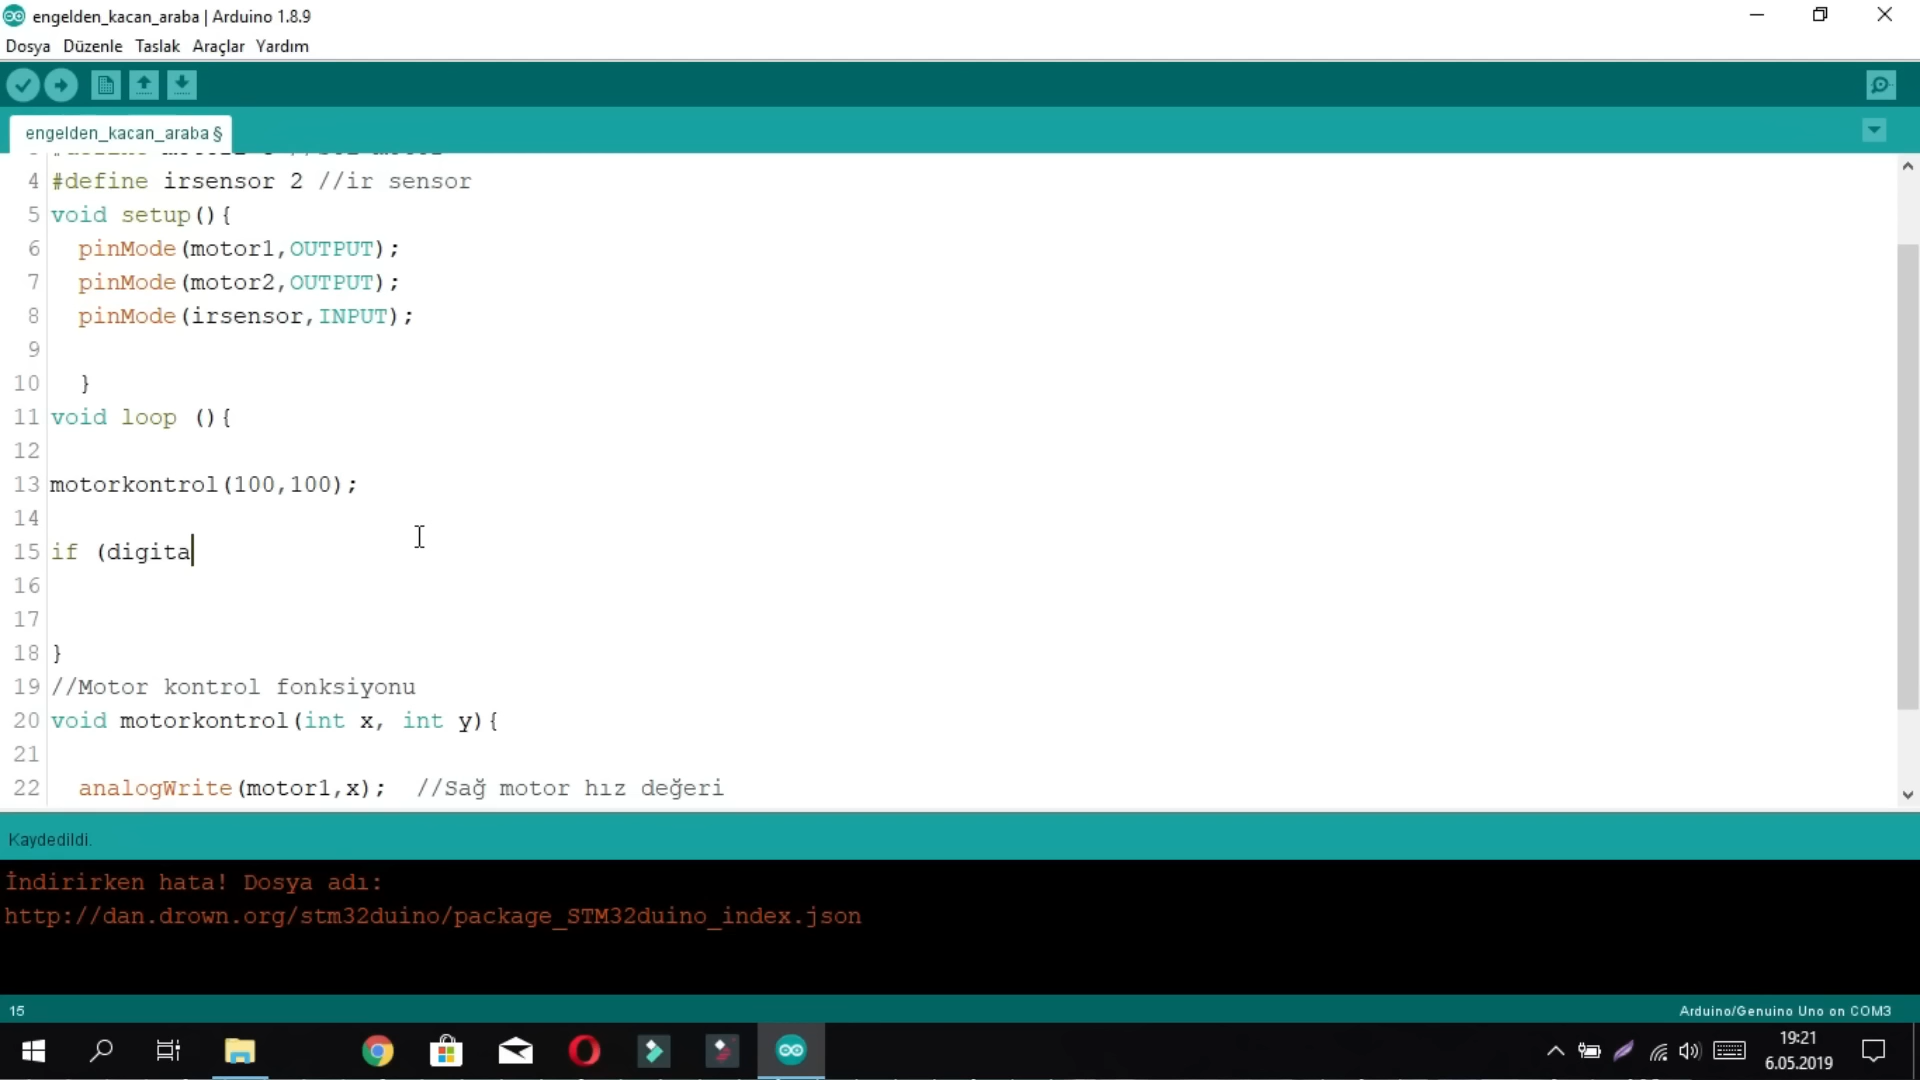 engelden_kacan_araba | Arduino 1.8.9
Dosya Düzenle Taslak Araçlar Yardım
engelden_kacan_araba §
4 #define irsensor 2 //ir sensor
5 void setup(){
6 pinMode(motor1,OUTPUT);
7 pinMode(motor2,OUTPUT);
8 pinMode(irsensor,INPUT);
9
10 }
11 void loop (){
12
13 motorkontrol(100,100);
14
15 if (digita
16
17
18 }
19 //Motor kontrol fonksiyonu
20 void motorkontrol(int x, int y){
21
22 analogWrite(motor1,x); //Sağ motor hız değeri
Kaydedildi.
İndirirken hata! Dosya adı:
http://dan.drown.org/stm32duino/package_STM32duino_index.json
15
Arduino/Genuino Uno on COM3
19:21
6.05.2019